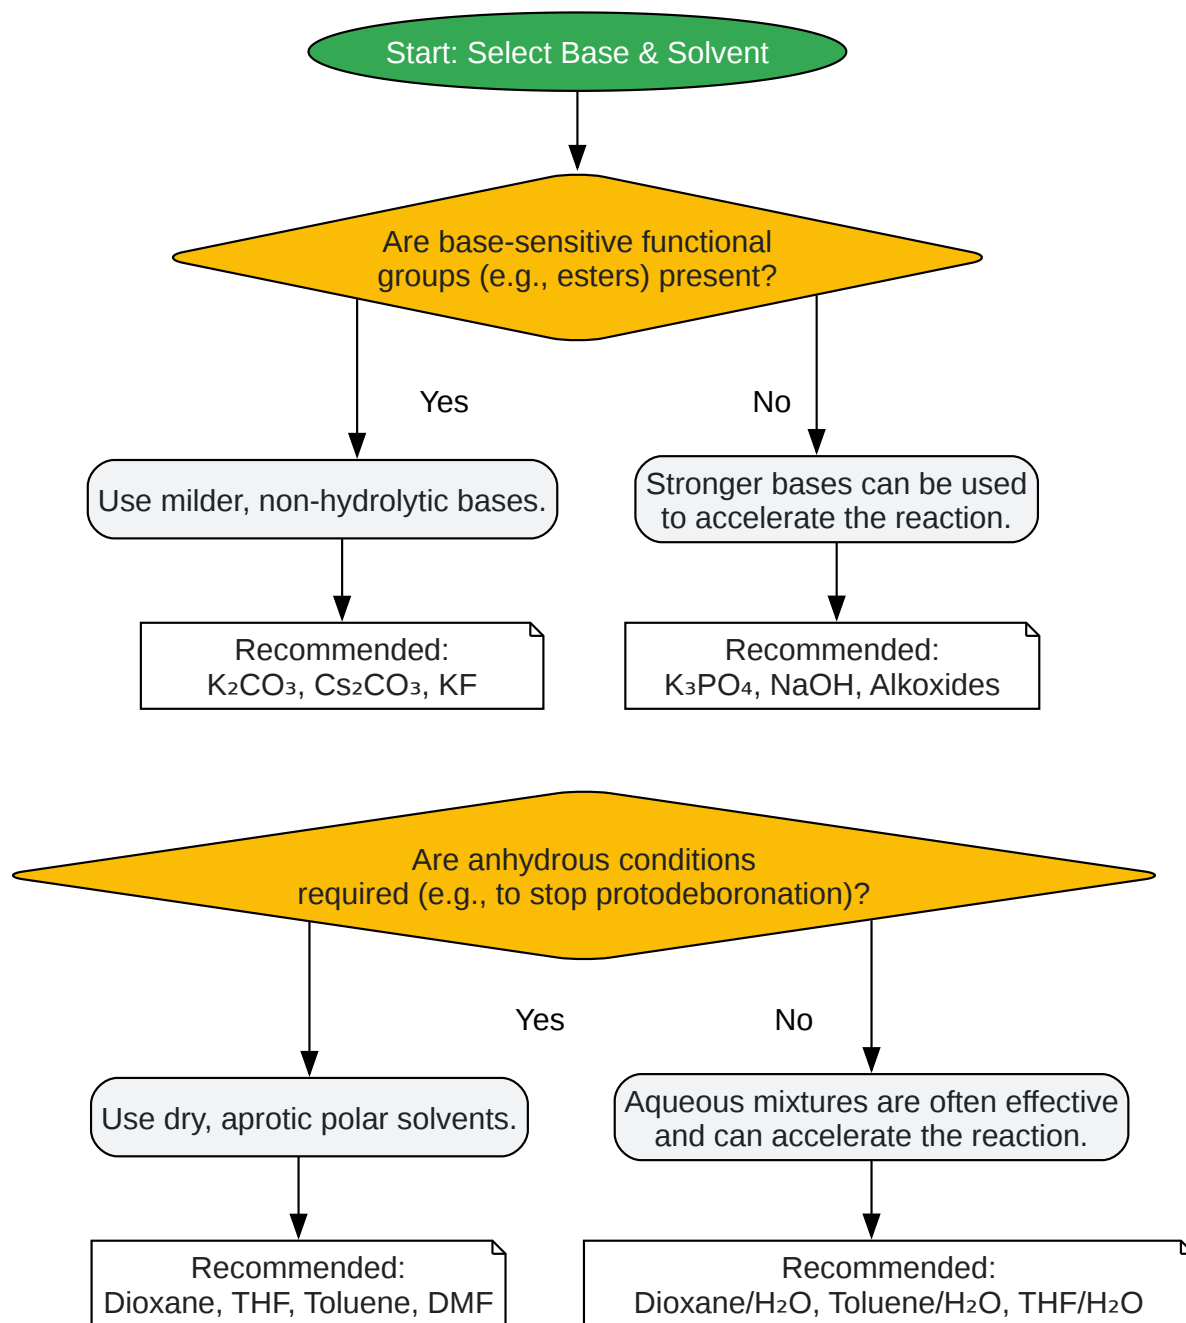 Start: Select Base & Solvent
Are base-sensitive functional
groups (e.g., esters) present?
Yes
No
Use milder, non-hydrolytic bases.
Stronger bases can be used
to accelerate the reaction.
Recommended:
K₂CO₃, Cs₂CO₃, KF
Recommended:
K₃PO₄, NaOH, Alkoxides
Are anhydrous conditions
required (e.g., to stop protodeboronation)?
Yes
No
Use dry, aprotic polar solvents.
Aqueous mixtures are often effective
and can accelerate the reaction.
Recommended:
Dioxane, THF, Toluene, DMF
Recommended:
Dioxane/H₂O, Toluene/H₂O, THF/H₂O